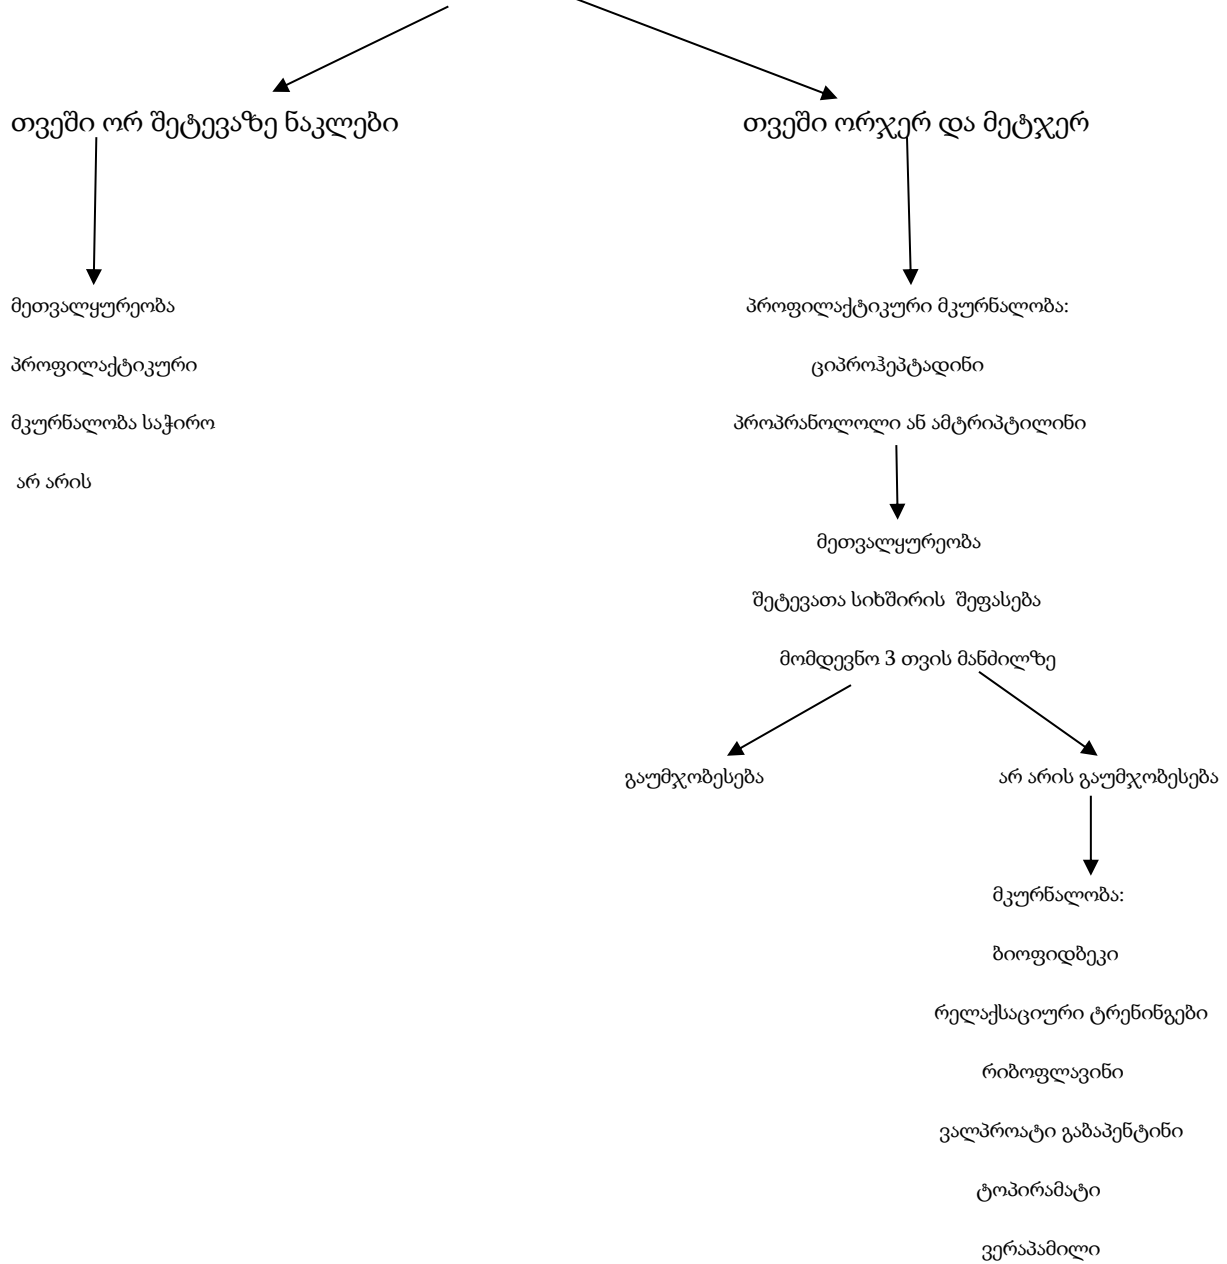 თვეში ორ შეტევაზე ნაკლები
თვეში ორჯერ და მეტჯერ
მეთვალყურეობა
პროფილაქტიკური
მკურნალობა საჭირო
არ არის
პროფილაქტიკური მკურნალობა:
ციპროჰეპტადინი
პროპრანოლოლი ან ამტრიპტილინი
მეთვალყურეობა
შეტევათა სიხშირის შეფასება
მომდევნო 3 თვის მანძილზე
გაუმჯობესება
არ არის გაუმჯობესება
მკურნალობა:
ბიოფიდბეკი
რელაქსაციური ტრენინგები
რიბოფლავინი
ვალპროატი გაბაპენტინი
ტოპირამატი
ვერაპამილი